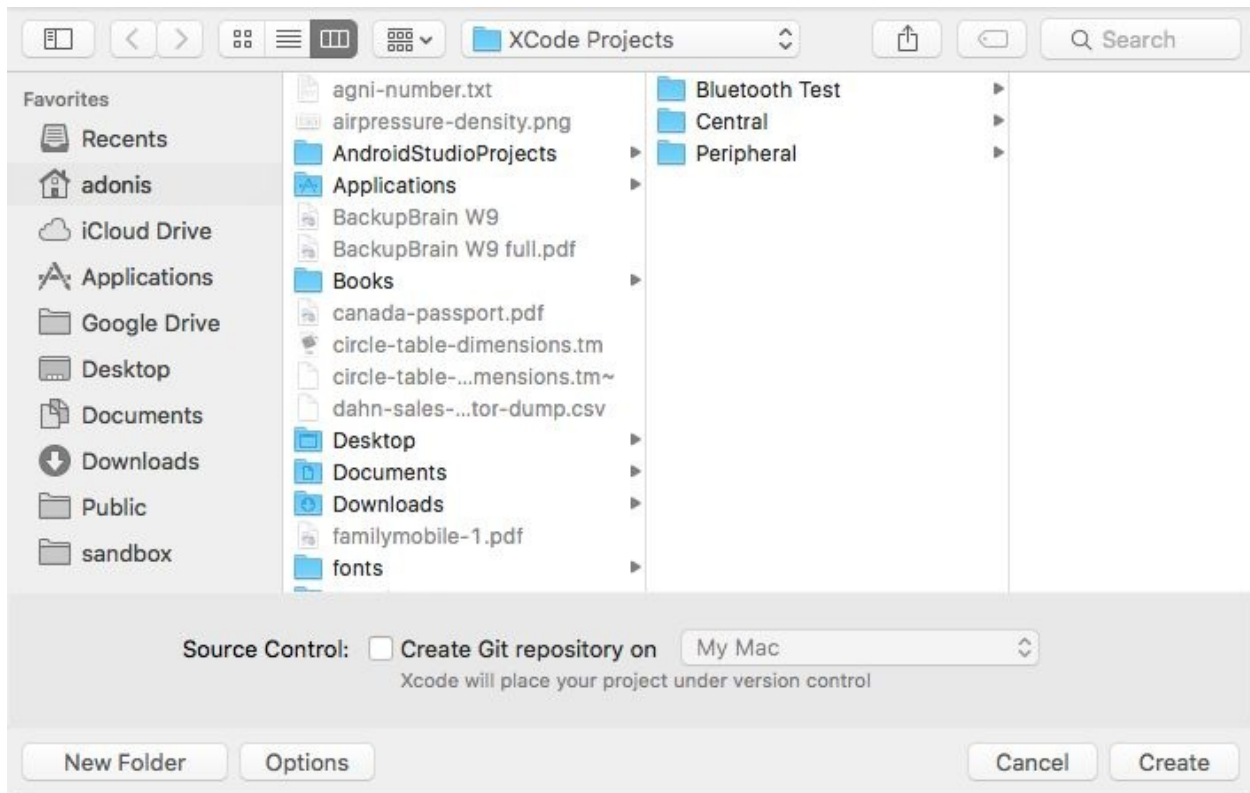 XCode Projects
Search
Favorites
Recents
adonis
iCloud Drive
Applications
Google Drive
Desktop
Documents
Downloads
Public
sandbox
agni-number.txt
airpressure-density.png
AndroidStudioProjects
Applications
BackupBrain W9
BackupBrain W9 full.pdf
Books
canada-passport.pdf
circle-table-dimensions.tm
circle-table-...mensions.tm~
dahn-sales-...tor-dump.csv
Desktop
Documents
Downloads
familymobile-1.pdf
fonts
Bluetooth Test
Central
Peripheral
Source Control: Create Git repository on My Mac
Xcode will place your project under version control
New Folder Options Cancel Create